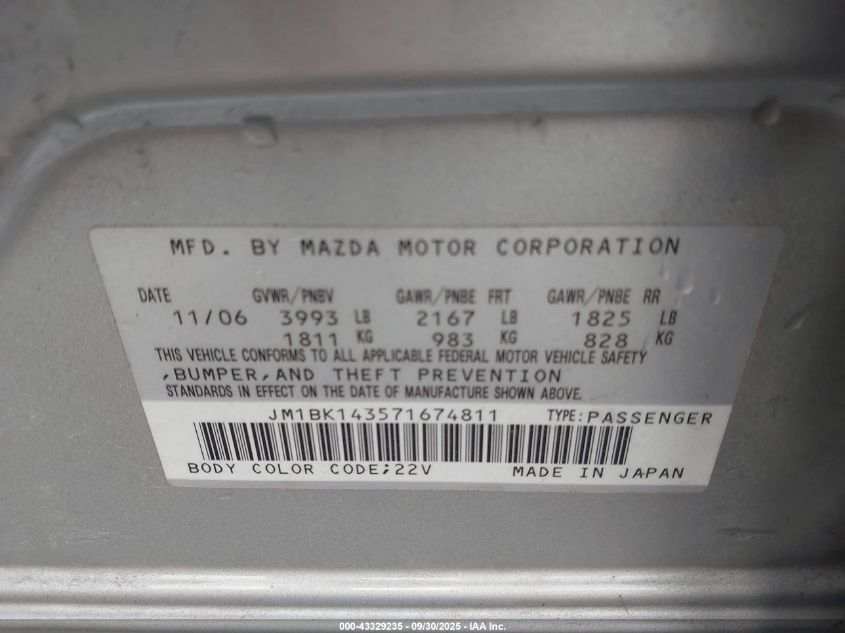 MFD. BY MAZDA MOTOR CORPORATION
DATE GVWR/PNBV GAWR/PNBE FRT GAWR/PNBE RR
11/06 3993 LB 2167 LB 1825 LB
1811 KG 983 KG 828 KG
THIS VEHICLE CONFORMS TO ALL APPLICABLE FEDERAL MOTOR VEHICLE SAFETY
,BUMPER,AND THEFT PREVENTION
STANDARDS IN EFFECT ON THE DATE OF MANUFACTURE SHOWN ABOVE.
JM1BK143571674811 TYPE:PASSENGER
BODY COLOR CODE;22V MADE IN JAPAN
000-43329235 - 09/30/2025 - IAA Inc.